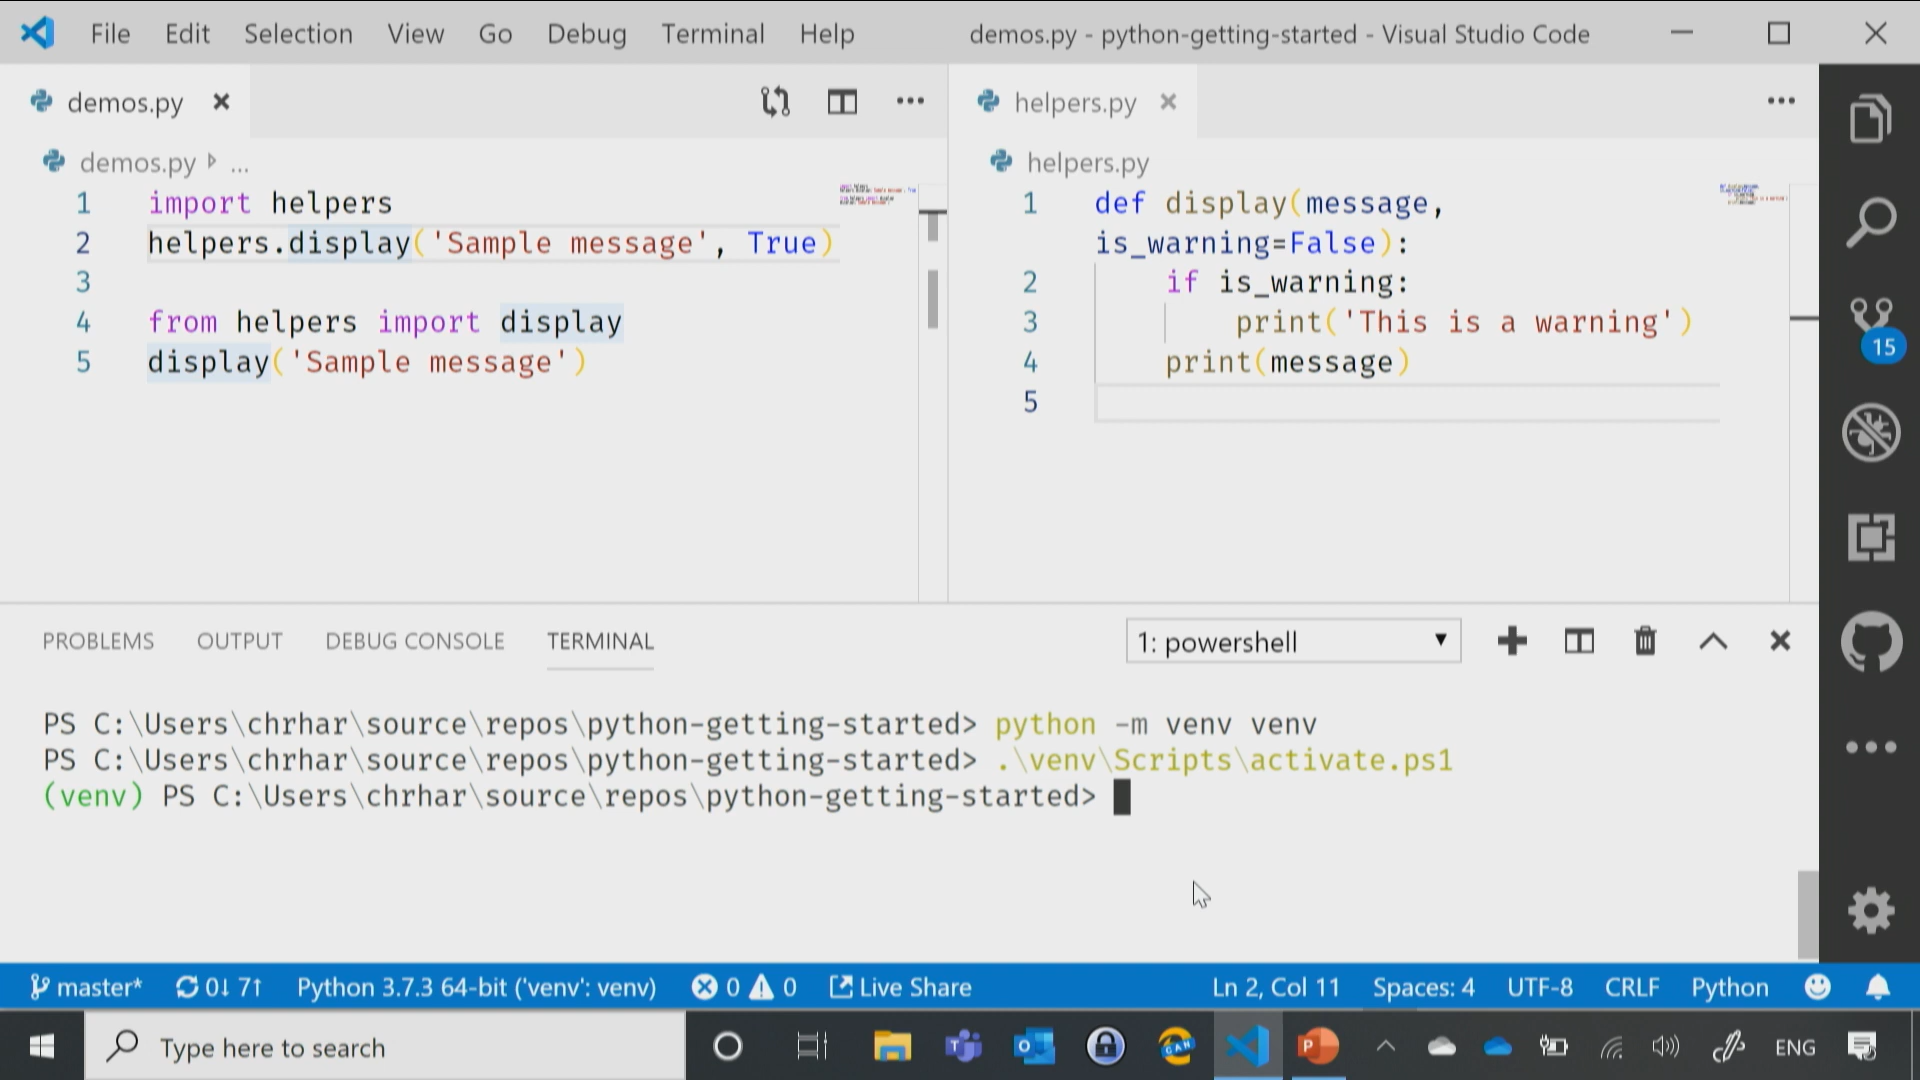 File Edit Selection View Go Debug Terminal Help demos.py - python-getting-started - Visual Studio Code
demos.py
demos.py ...
1 import helpers
2 helpers.display('Sample message', True)
3
4 from helpers import display
5 display('Sample message')
helpers.py
helpers.py
1 def display(message,
is_warning=False):
2 if is_warning:
3 print('This is a warning')
4 print(message)
5
15
PROBLEMS OUTPUT DEBUG CONSOLE TERMINAL 1: powershell
PS C:\Users\chrhar\source\repos\python-getting-started> python -m venv venv
PS C:\Users\chrhar\source\repos\python-getting-started> .\venv\Scripts\activate.ps1
(venv) PS C:\Users\chrhar\source\repos\python-getting-started>
master* 0↓ 7↑ Python 3.7.3 64-bit ('venv': venv) 0 0 Live Share Ln 2, Col 11 Spaces: 4 UTF-8 CRLF Python
Type here to search ENG